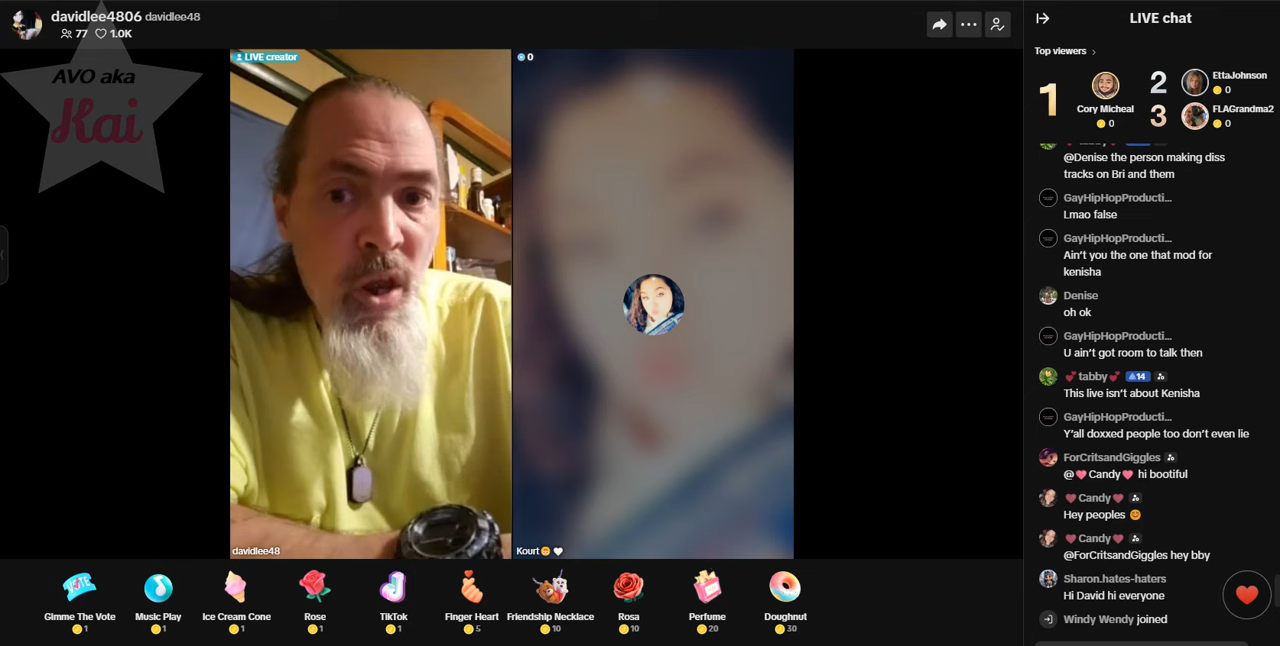 davidlee4806 davidlee48
77 1.0K
AVO aka
Kai
LIVE creator
0
davidlee48
Kourt
Gimme The Vote
1
Music Play
1
Ice Cream Cone
1
Rose
1
TikTok
1
Finger Heart
5
Friendship Necklace
10
Rosa
10
Perfume
20
Doughnut
30
LIVE chat
Top viewers
1
Cory Micheal
0
2
EttaJohnson
0
3
FLAGrandma2
0
@Denise the person making diss
tracks on Bri and them
GayHipHopProducti...
Lmao false
GayHipHopProducti...
Ain't you the one that mod for
kenisha
Denise
oh ok
GayHipHopProducti...
U ain't got room to talk then
tabby 14
This live isn't about Kenisha
GayHipHopProducti...
Y'all doxxed people too don't even lie
ForCritsandGiggles
@Candy hi bootiful
Candy
Hey peoples
Candy
@ForCritsandGiggles hey bby
Sharon.hates-haters
Hi David hi everyone
Windy Wendy joined